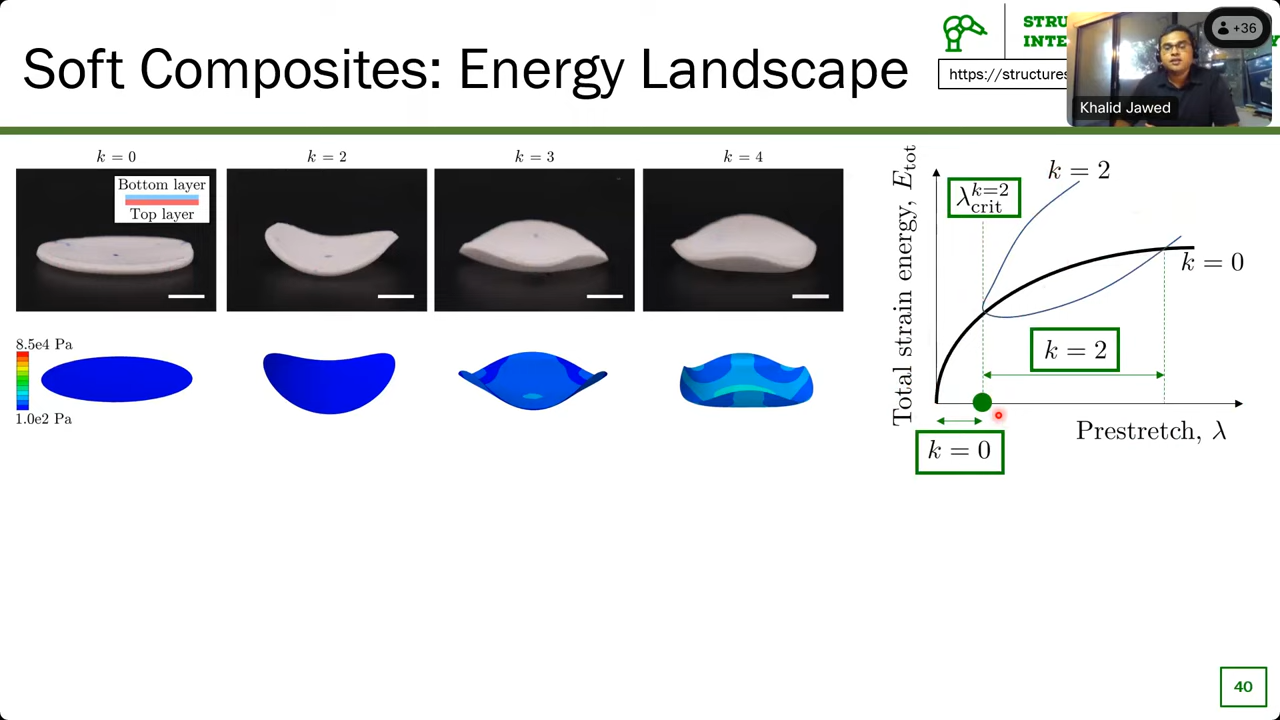 Soft Composites: Energy Landscape
STRU
INTE
Y
https://structures
+36
Khalid Jawed
k = 0
k = 2
k = 3
k = 4
Bottom layer
Top layer
8.5e4 Pa
1.0e2 Pa
Total strain energy, E_tot
λ_crit^{k=2}
k = 2
k = 0
k = 2
k = 0
Prestretch, λ
40